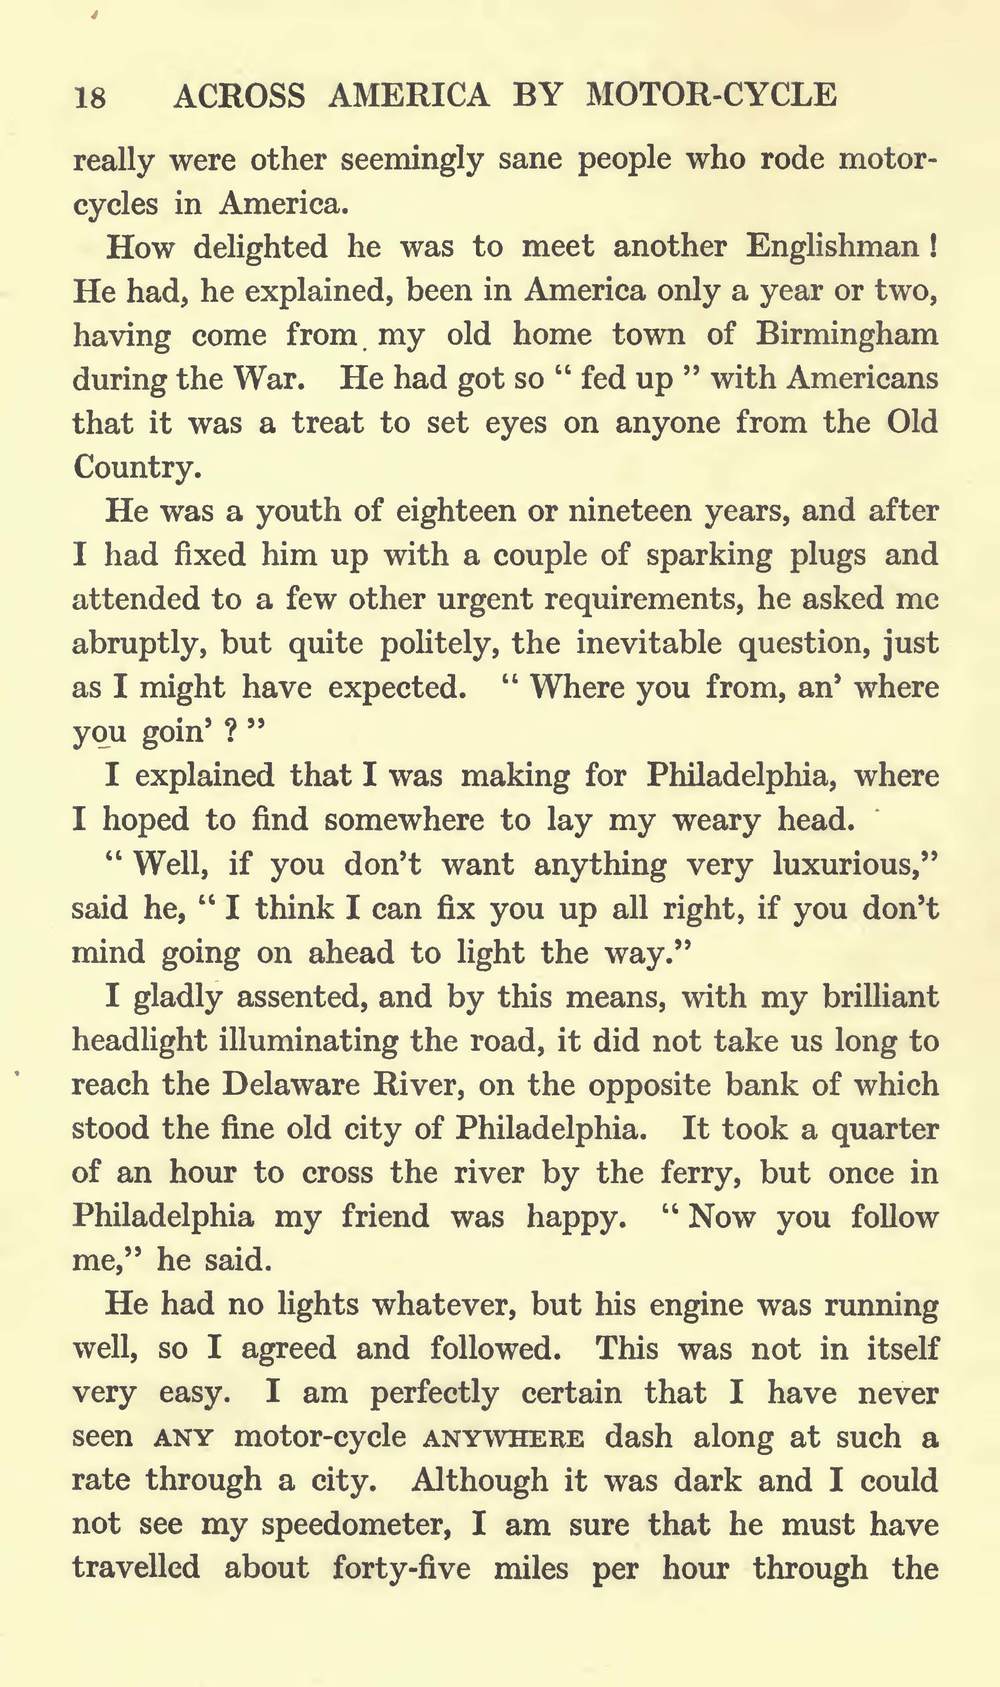 18 ACROSS AMERICA BY MOTOR-CYCLE
really were other seemingly sane people who rode motor-
cycles in America.
How delighted he was to meet another Englishman !
He had, he explained, been in America only a year or two,
having come from my old home town of Birmingham
during the War. He had got so “ fed up ” with Americans
that it was a treat to set eyes on anyone from the Old
Country.
He was a youth of eighteen or nineteen years, and after
I had fixed him up with a couple of sparking plugs and
attended to a few other urgent requirements, he asked me
abruptly, but quite politely, the inevitable question, just
as I might have expected. “ Where you from, an’ where
you goin’ ? ”
I explained that I was making for Philadelphia, where
I hoped to find somewhere to lay my weary head.
“ Well, if you don’t want anything very luxurious,”
said he, “ I think I can fix you up all right, if you don’t
mind going on ahead to light the way.”
I gladly assented, and by this means, with my brilliant
headlight illuminating the road, it did not take us long to
reach the Delaware River, on the opposite bank of which
stood the fine old city of Philadelphia. It took a quarter
of an hour to cross the river by the ferry, but once in
Philadelphia my friend was happy. “ Now you follow
me,” he said.
He had no lights whatever, but his engine was running
well, so I agreed and followed. This was not in itself
very easy. I am perfectly certain that I have never
seen ANY motor-cycle ANYWHERE dash along at such a
rate through a city. Although it was dark and I could
not see my speedometer, I am sure that he must have
travelled about forty-five miles per hour through the